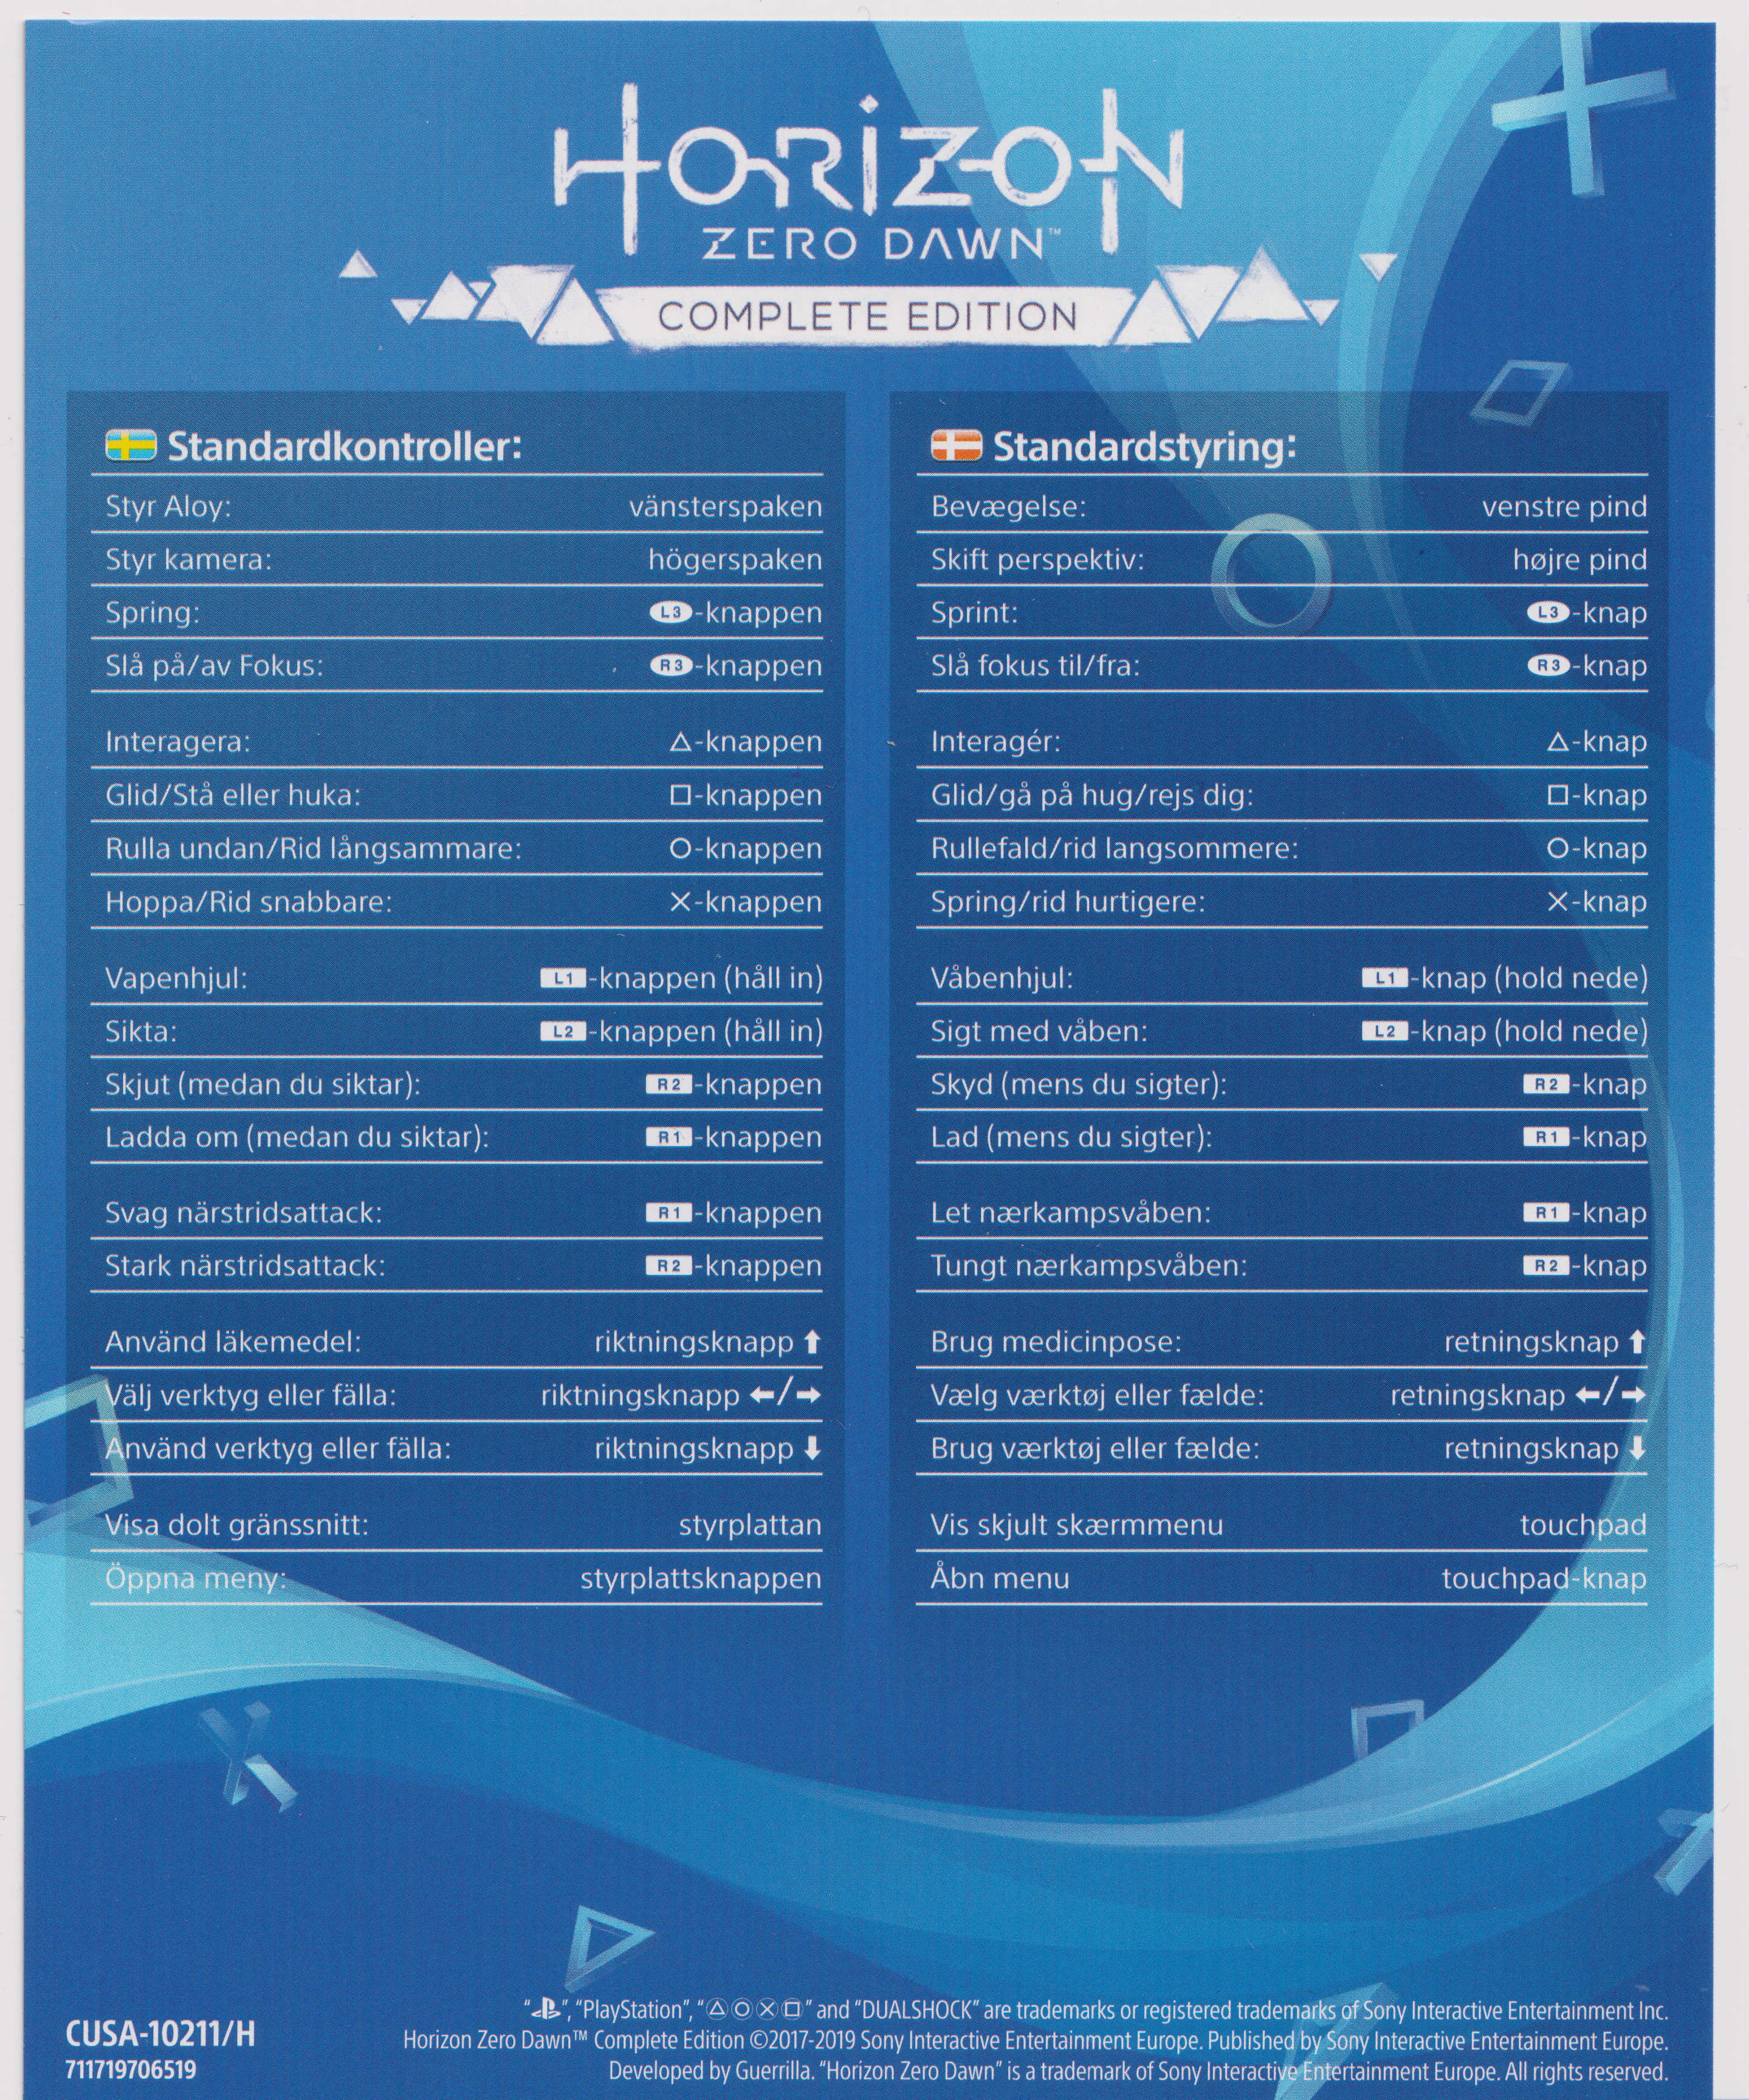 HORIZON
ZERO DAWN™
COMPLETE EDITION
Standardkontroller:
Styr Aloy: vänsterspaken
Styr kamera: högerspaken
Spring: L3-knappen
Slå på/av Fokus: R3-knappen
Interagera: △-knappen
Glid/Stå eller huka: □-knappen
Rulla undan/Rid långsammare: ○-knappen
Hoppa/Rid snabbare: ✕-knappen
Vapenhjul: L1-knappen (håll in)
Sikta: L2-knappen (håll in)
Skjut (medan du siktar): R2-knappen
Ladda om (medan du siktar): R1-knappen
Svag närstridsattack: R1-knappen
Stark närstridsattack: R2-knappen
Använd läkemedel: riktningsknapp ⬆
Välj verktyg eller fälla: riktningsknapp ⬅/➡
Använd verktyg eller fälla: riktningsknapp ⬇
Visa dolt gränssnitt: styrplattan
Öppna meny: styrplattsknappen
Standardstyring:
Bevægelse: venstre pind
Skift perspektiv: højre pind
Sprint: L3-knap
Slå fokus til/fra: R3-knap
Interagér: △-knap
Glid/gå på hug/rejs dig: □-knap
Rullefald/rid langsommere: ○-knap
Spring/rid hurtigere: ✕-knap
Våbenhjul: L1-knap (hold nede)
Sigt med våben: L2-knap (hold nede)
Skyd (mens du sigter): R2-knap
Lad (mens du sigter): R1-knap
Let nærkampsvåben: R1-knap
Tungt nærkampsvåben: R2-knap
Brug medicinpose: retningsknap ⬆
Vælg værktøj eller fælde: retningsknap ⬅/➡
Brug værktøj eller fælde: retningsknap ⬇
Vis skjult skærmmenu touchpad
Åbn menu touchpad-knap
CUSA-10211/H
711719706519
“PS”, “PlayStation”, “△○✕□” and “DUALSHOCK” are trademarks or registered trademarks of Sony Interactive Entertainment Inc.
Horizon Zero Dawn™ Complete Edition ©2017-2019 Sony Interactive Entertainment Europe. Published by Sony Interactive Entertainment Europe.
Developed by Guerrilla. “Horizon Zero Dawn” is a trademark of Sony Interactive Entertainment Europe. All rights reserved.